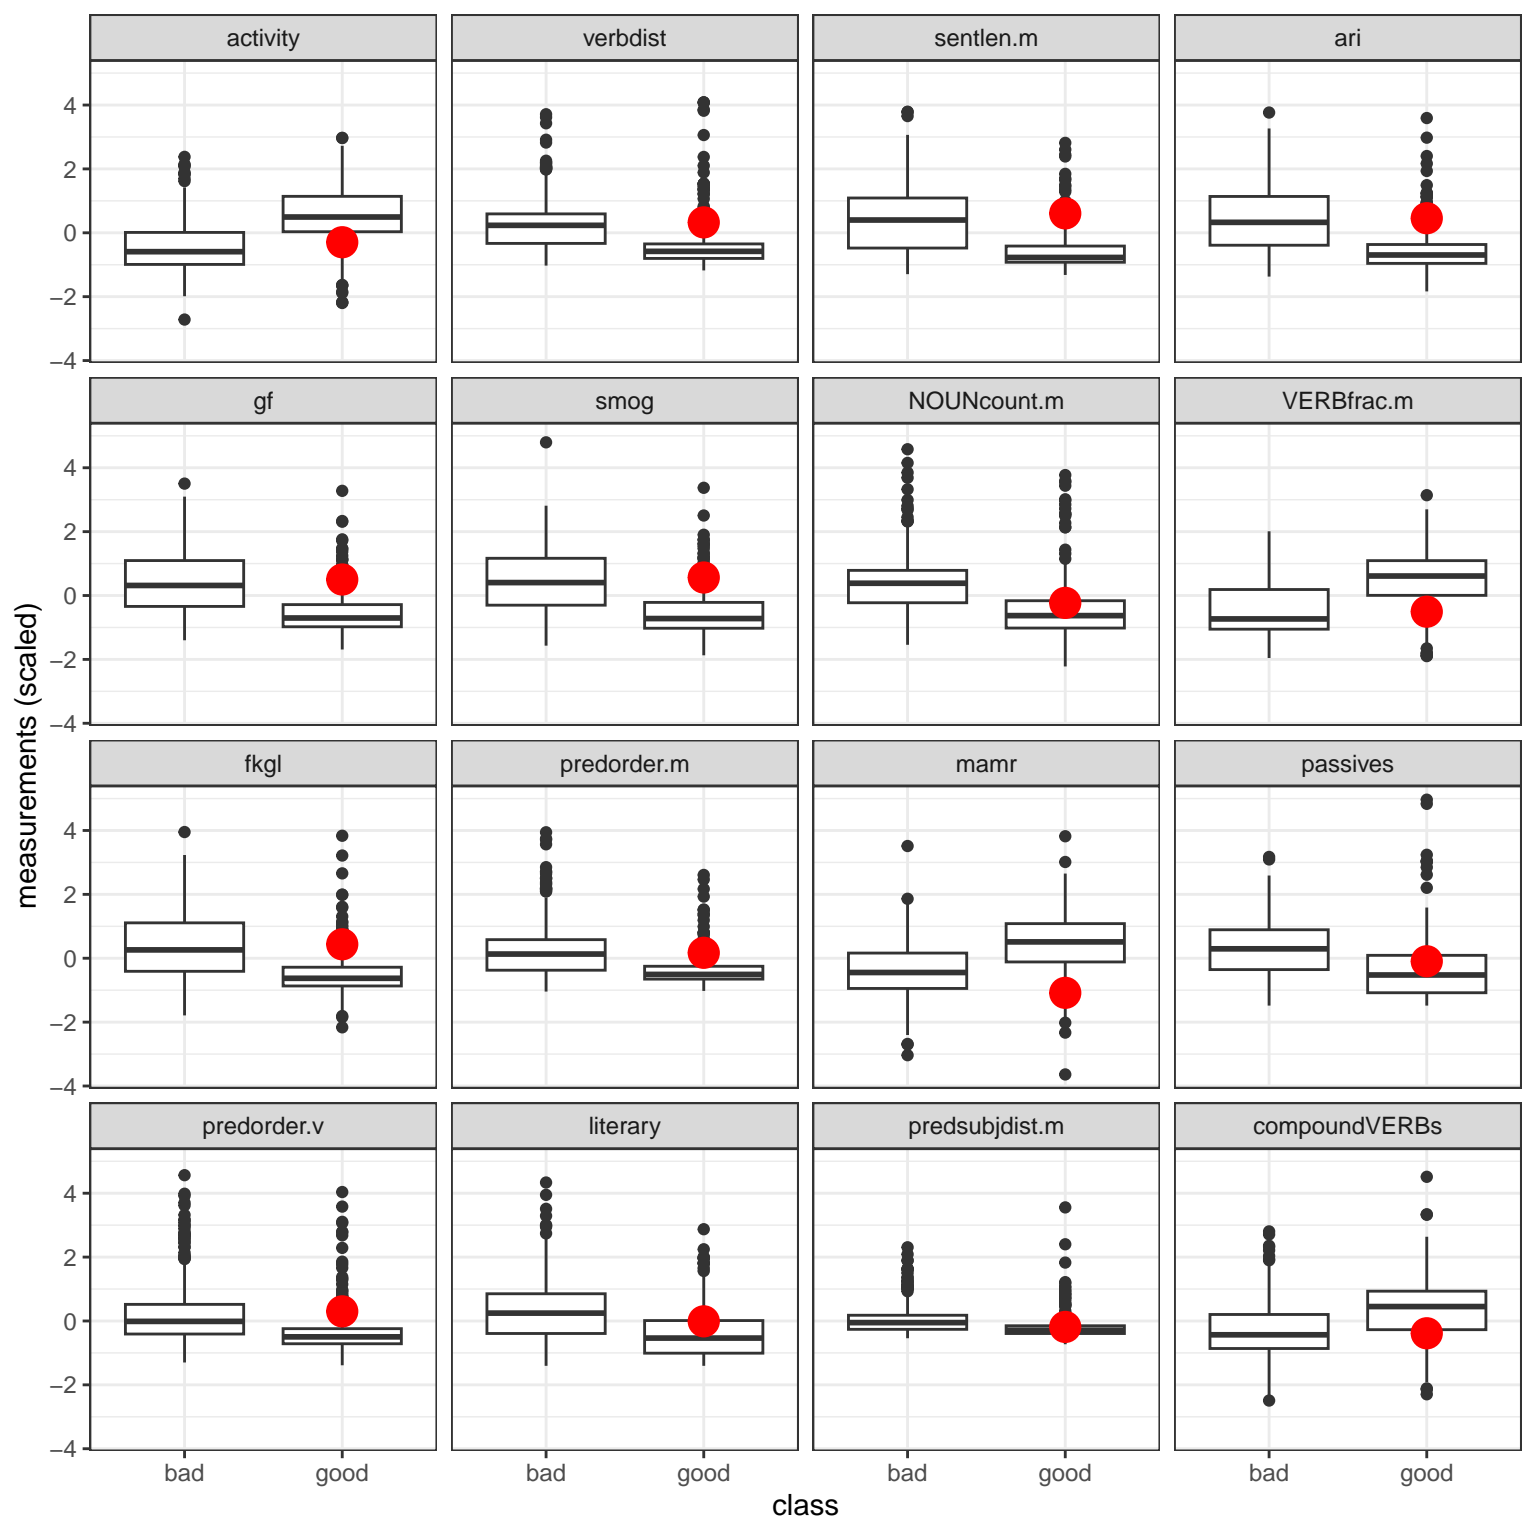 activity verbdist sentlen.m ari
4
2
0
−2
−4
gf smog NOUNcount.m VERBfrac.m
4
2
0
−2
−4
fkgl predorder.m mamr passives
4
2
0
−2
−4
predorder.v literary predsubjdist.m compoundVERBs
4
2
0
−2
−4
bad good bad good bad good bad good
class
measurements (scaled)